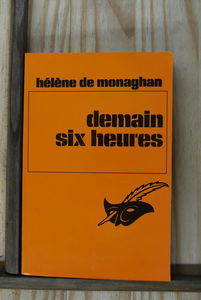 hélène de monaghan
demain
six heures